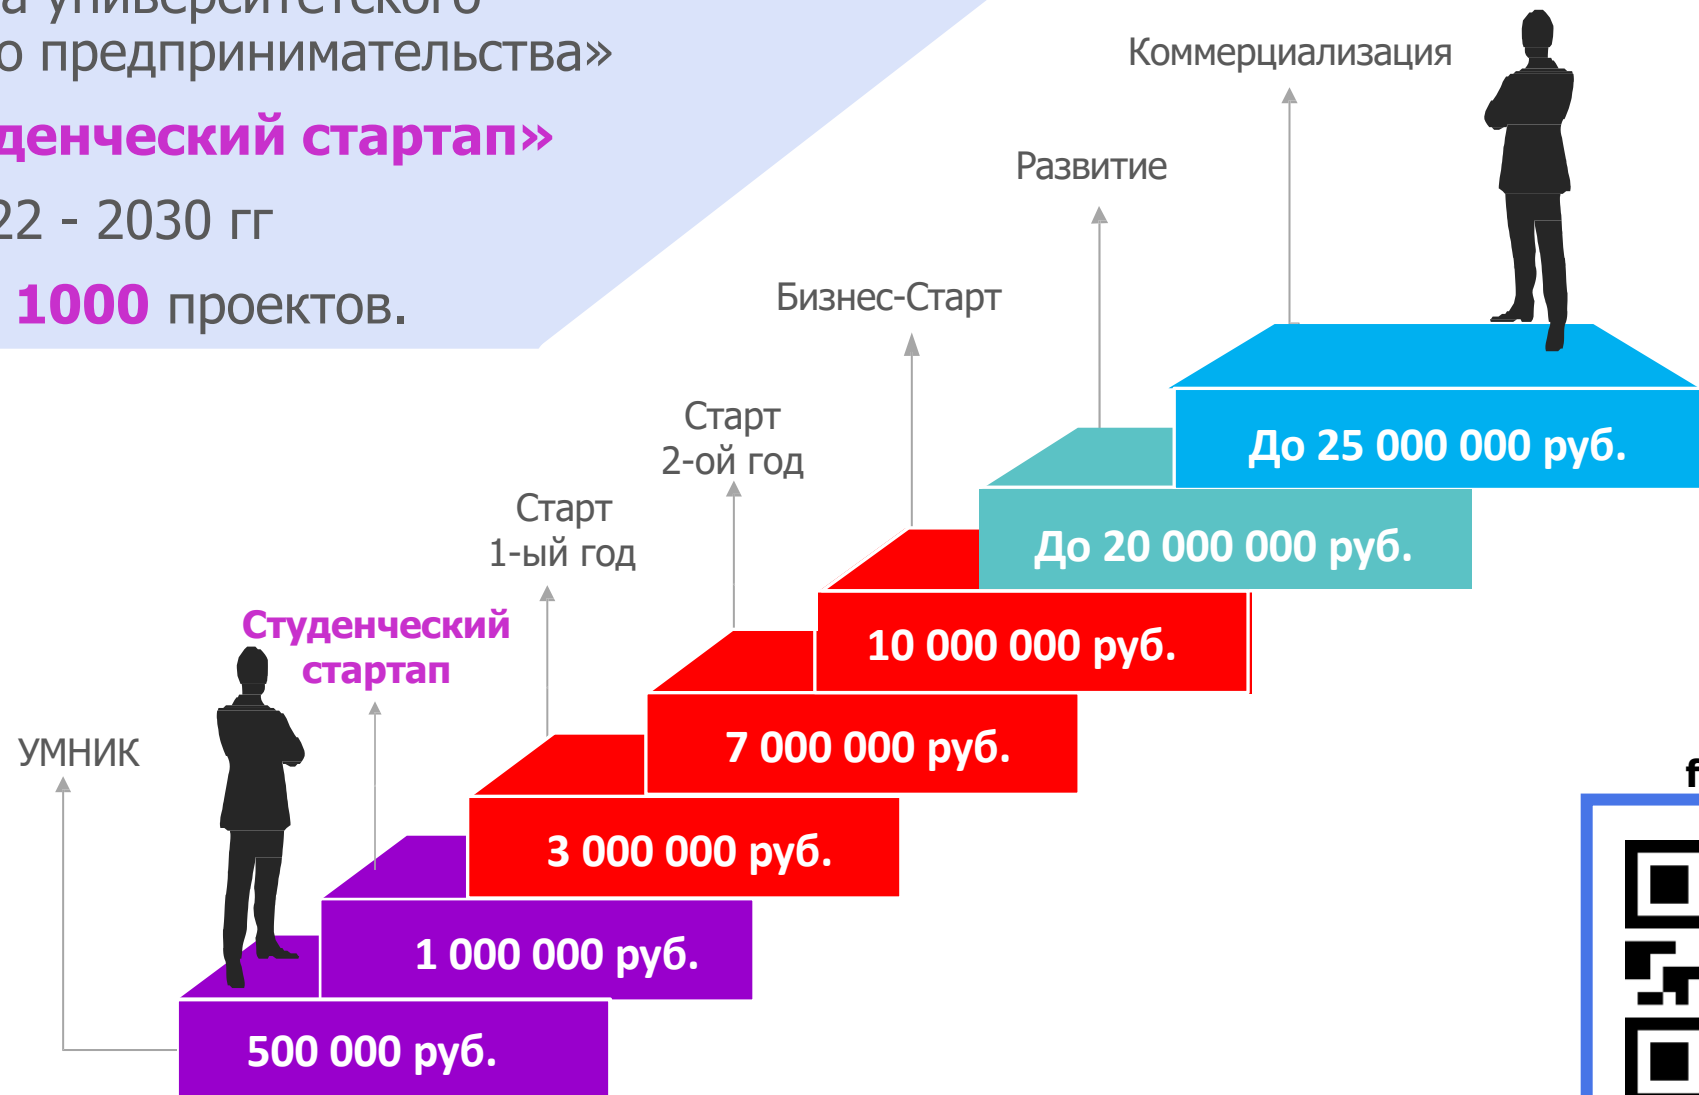 а университетского
о предпринимательства»
денческий стартап»
22 - 2030 гг
1000 проектов.
Коммерциализация
Развитие
Бизнес-Старт
Старт
2-ой год
Старт
1-ый год
Студенческий
стартап
УМНИК
До 25 000 000 руб.
До 20 000 000 руб.
10 000 000 руб.
7 000 000 руб.
3 000 000 руб.
1 000 000 руб.
500 000 руб.
f